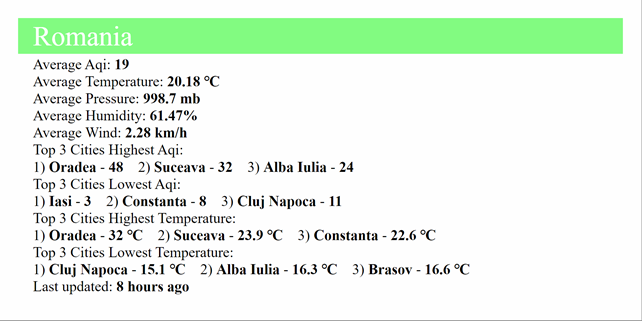 Romania
Average Aqi: 19
Average Temperature: 20.18 °C
Average Pressure: 998.7 mb
Average Humidity: 61.47%
Average Wind: 2.28 km/h
Top 3 Cities Highest Aqi:
1) Oradea - 48 2) Suceava - 32 3) Alba Iulia - 24
Top 3 Cities Lowest Aqi:
1) Iasi - 3 2) Constanta - 8 3) Cluj Napoca - 11
Top 3 Cities Highest Temperature:
1) Oradea - 32 °C 2) Suceava - 23.9 °C 3) Constanta - 22.6 °C
Top 3 Cities Lowest Temperature:
1) Cluj Napoca - 15.1 °C 2) Alba Iulia - 16.3 °C 3) Brasov - 16.6 °C
Last updated: 8 hours ago